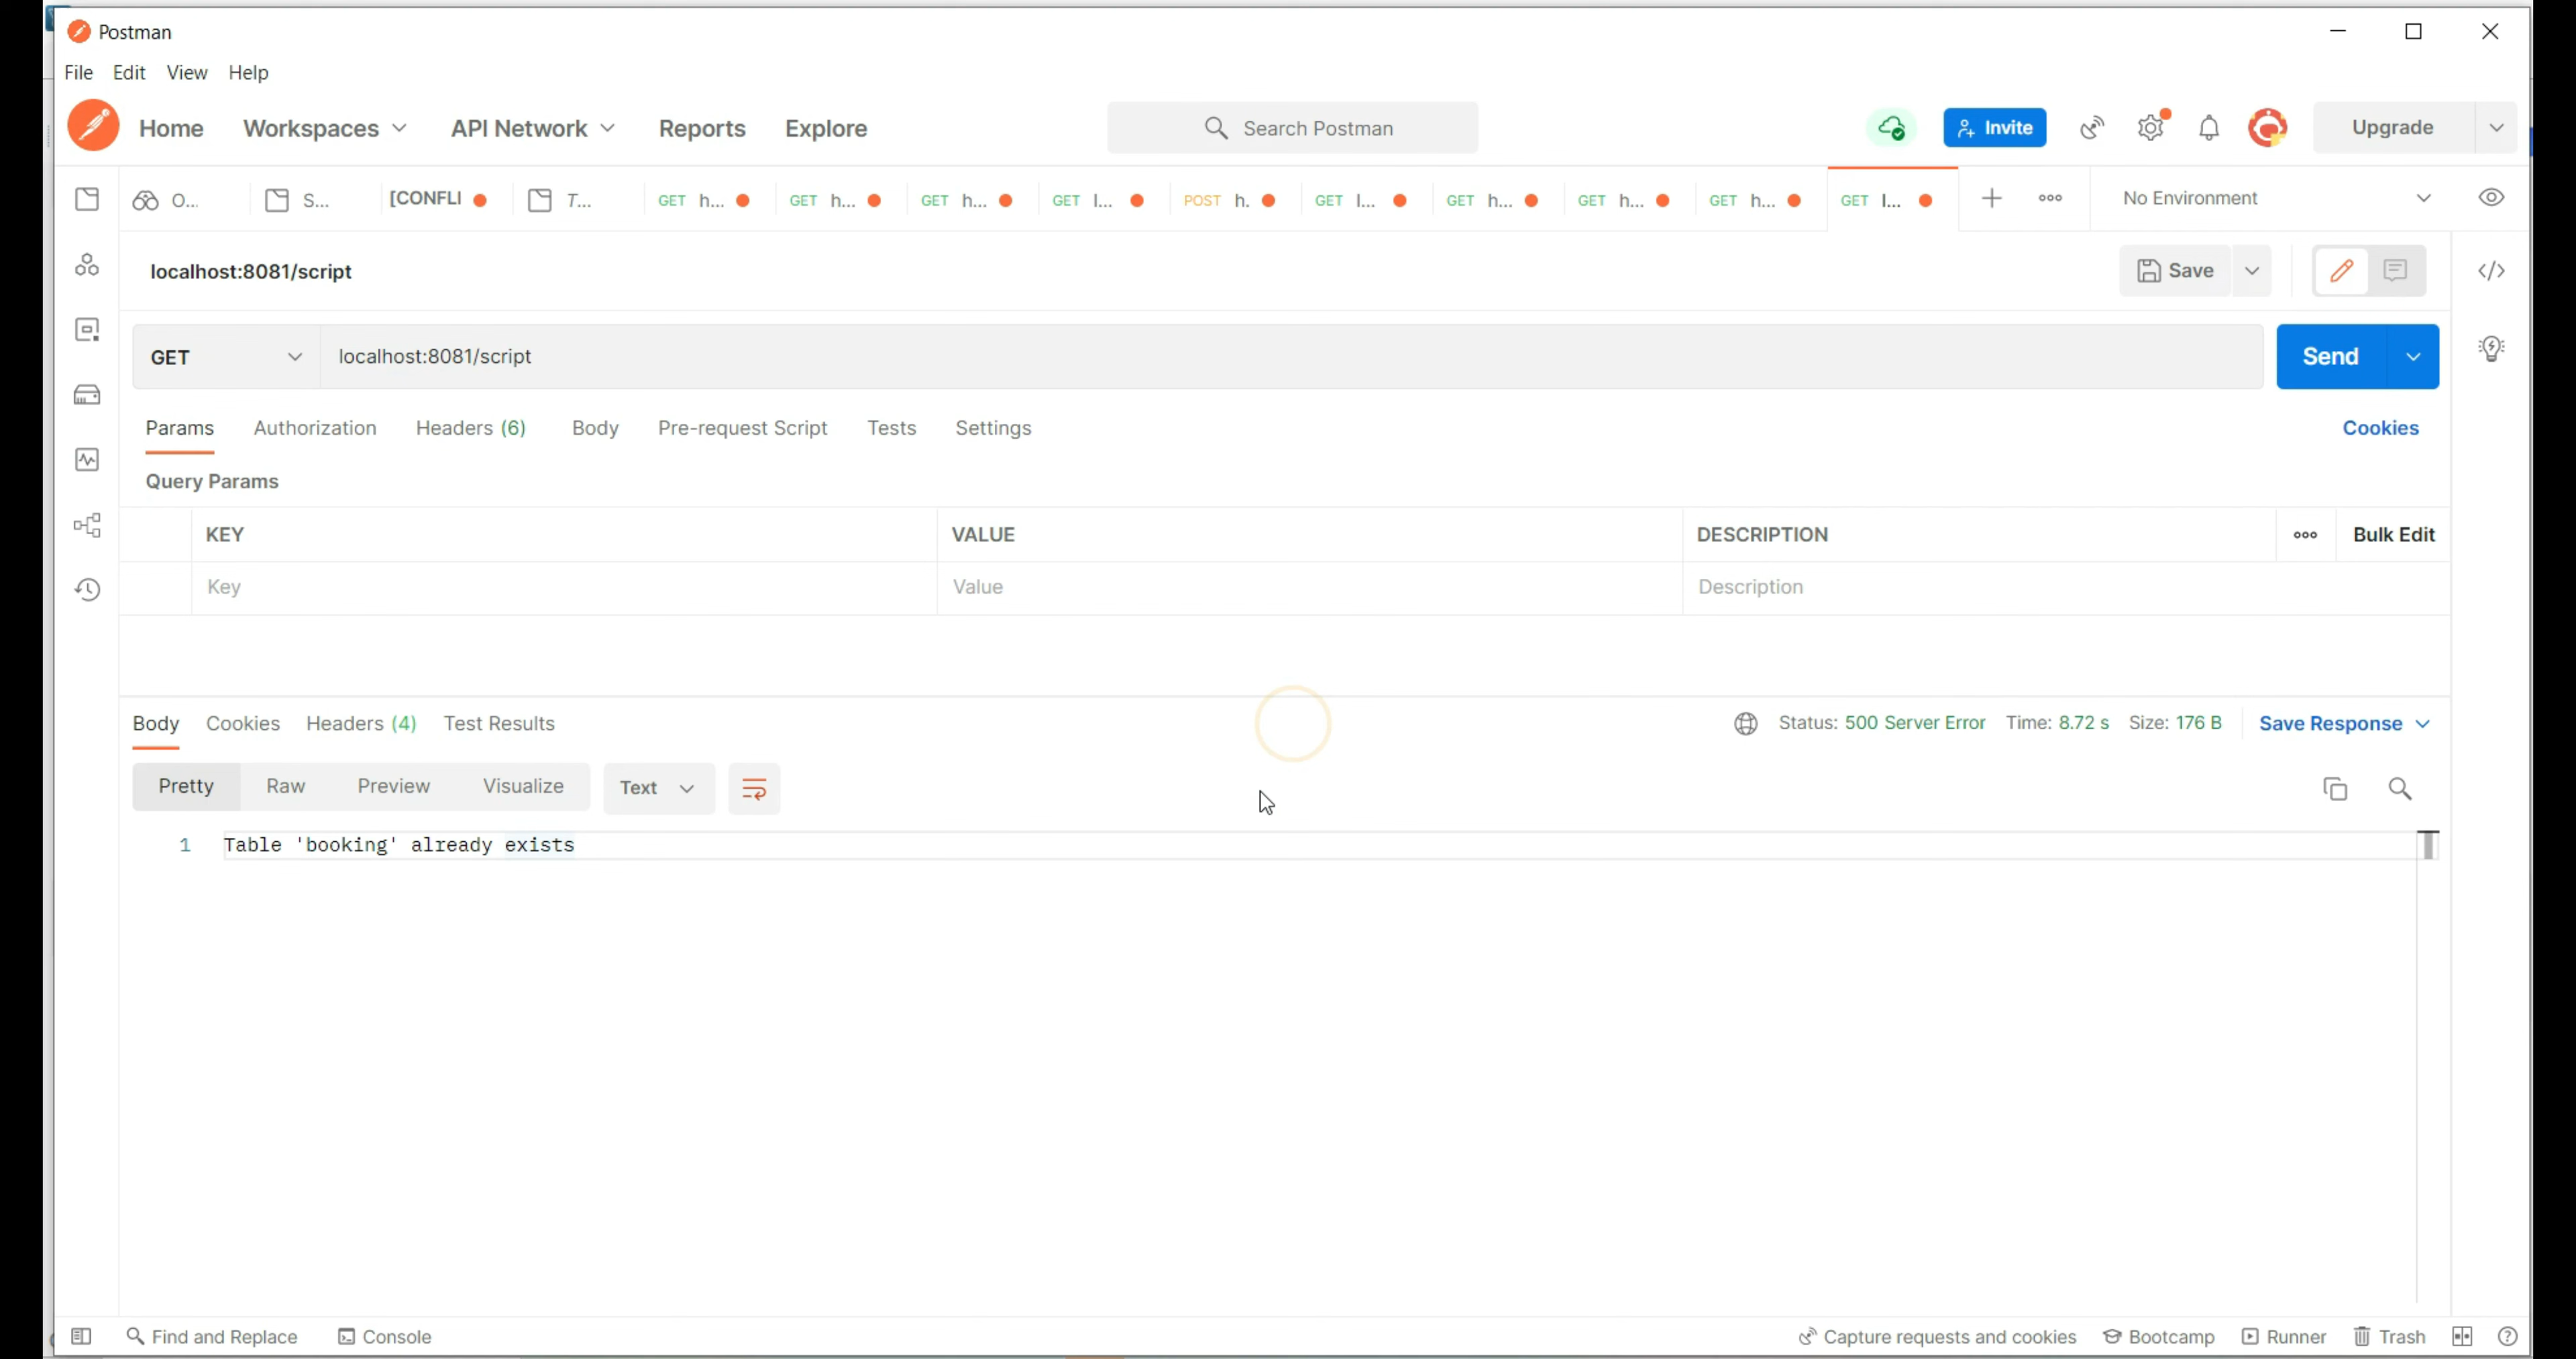 Postman
File Edit View Help
Home Workspaces API Network Reports Explore Search Postman Invite Upgrade
O... S... [CONFLI T... GET h... GET h... GET h... GET l... POST h. GET l... GET h... GET h... GET h... GET l... No Environment
localhost:8081/script Save
GET localhost:8081/script Send
Params Authorization Headers (6) Body Pre-request Script Tests Settings Cookies
Query Params
KEY VALUE DESCRIPTION Bulk Edit
Key Value Description
Body Cookies Headers (4) Test Results Status: 500 Server Error Time: 8.72 s Size: 176 B Save Response
Pretty Raw Preview Visualize Text
1 Table 'booking' already exists
Find and Replace Console Capture requests and cookies Bootcamp Runner Trash